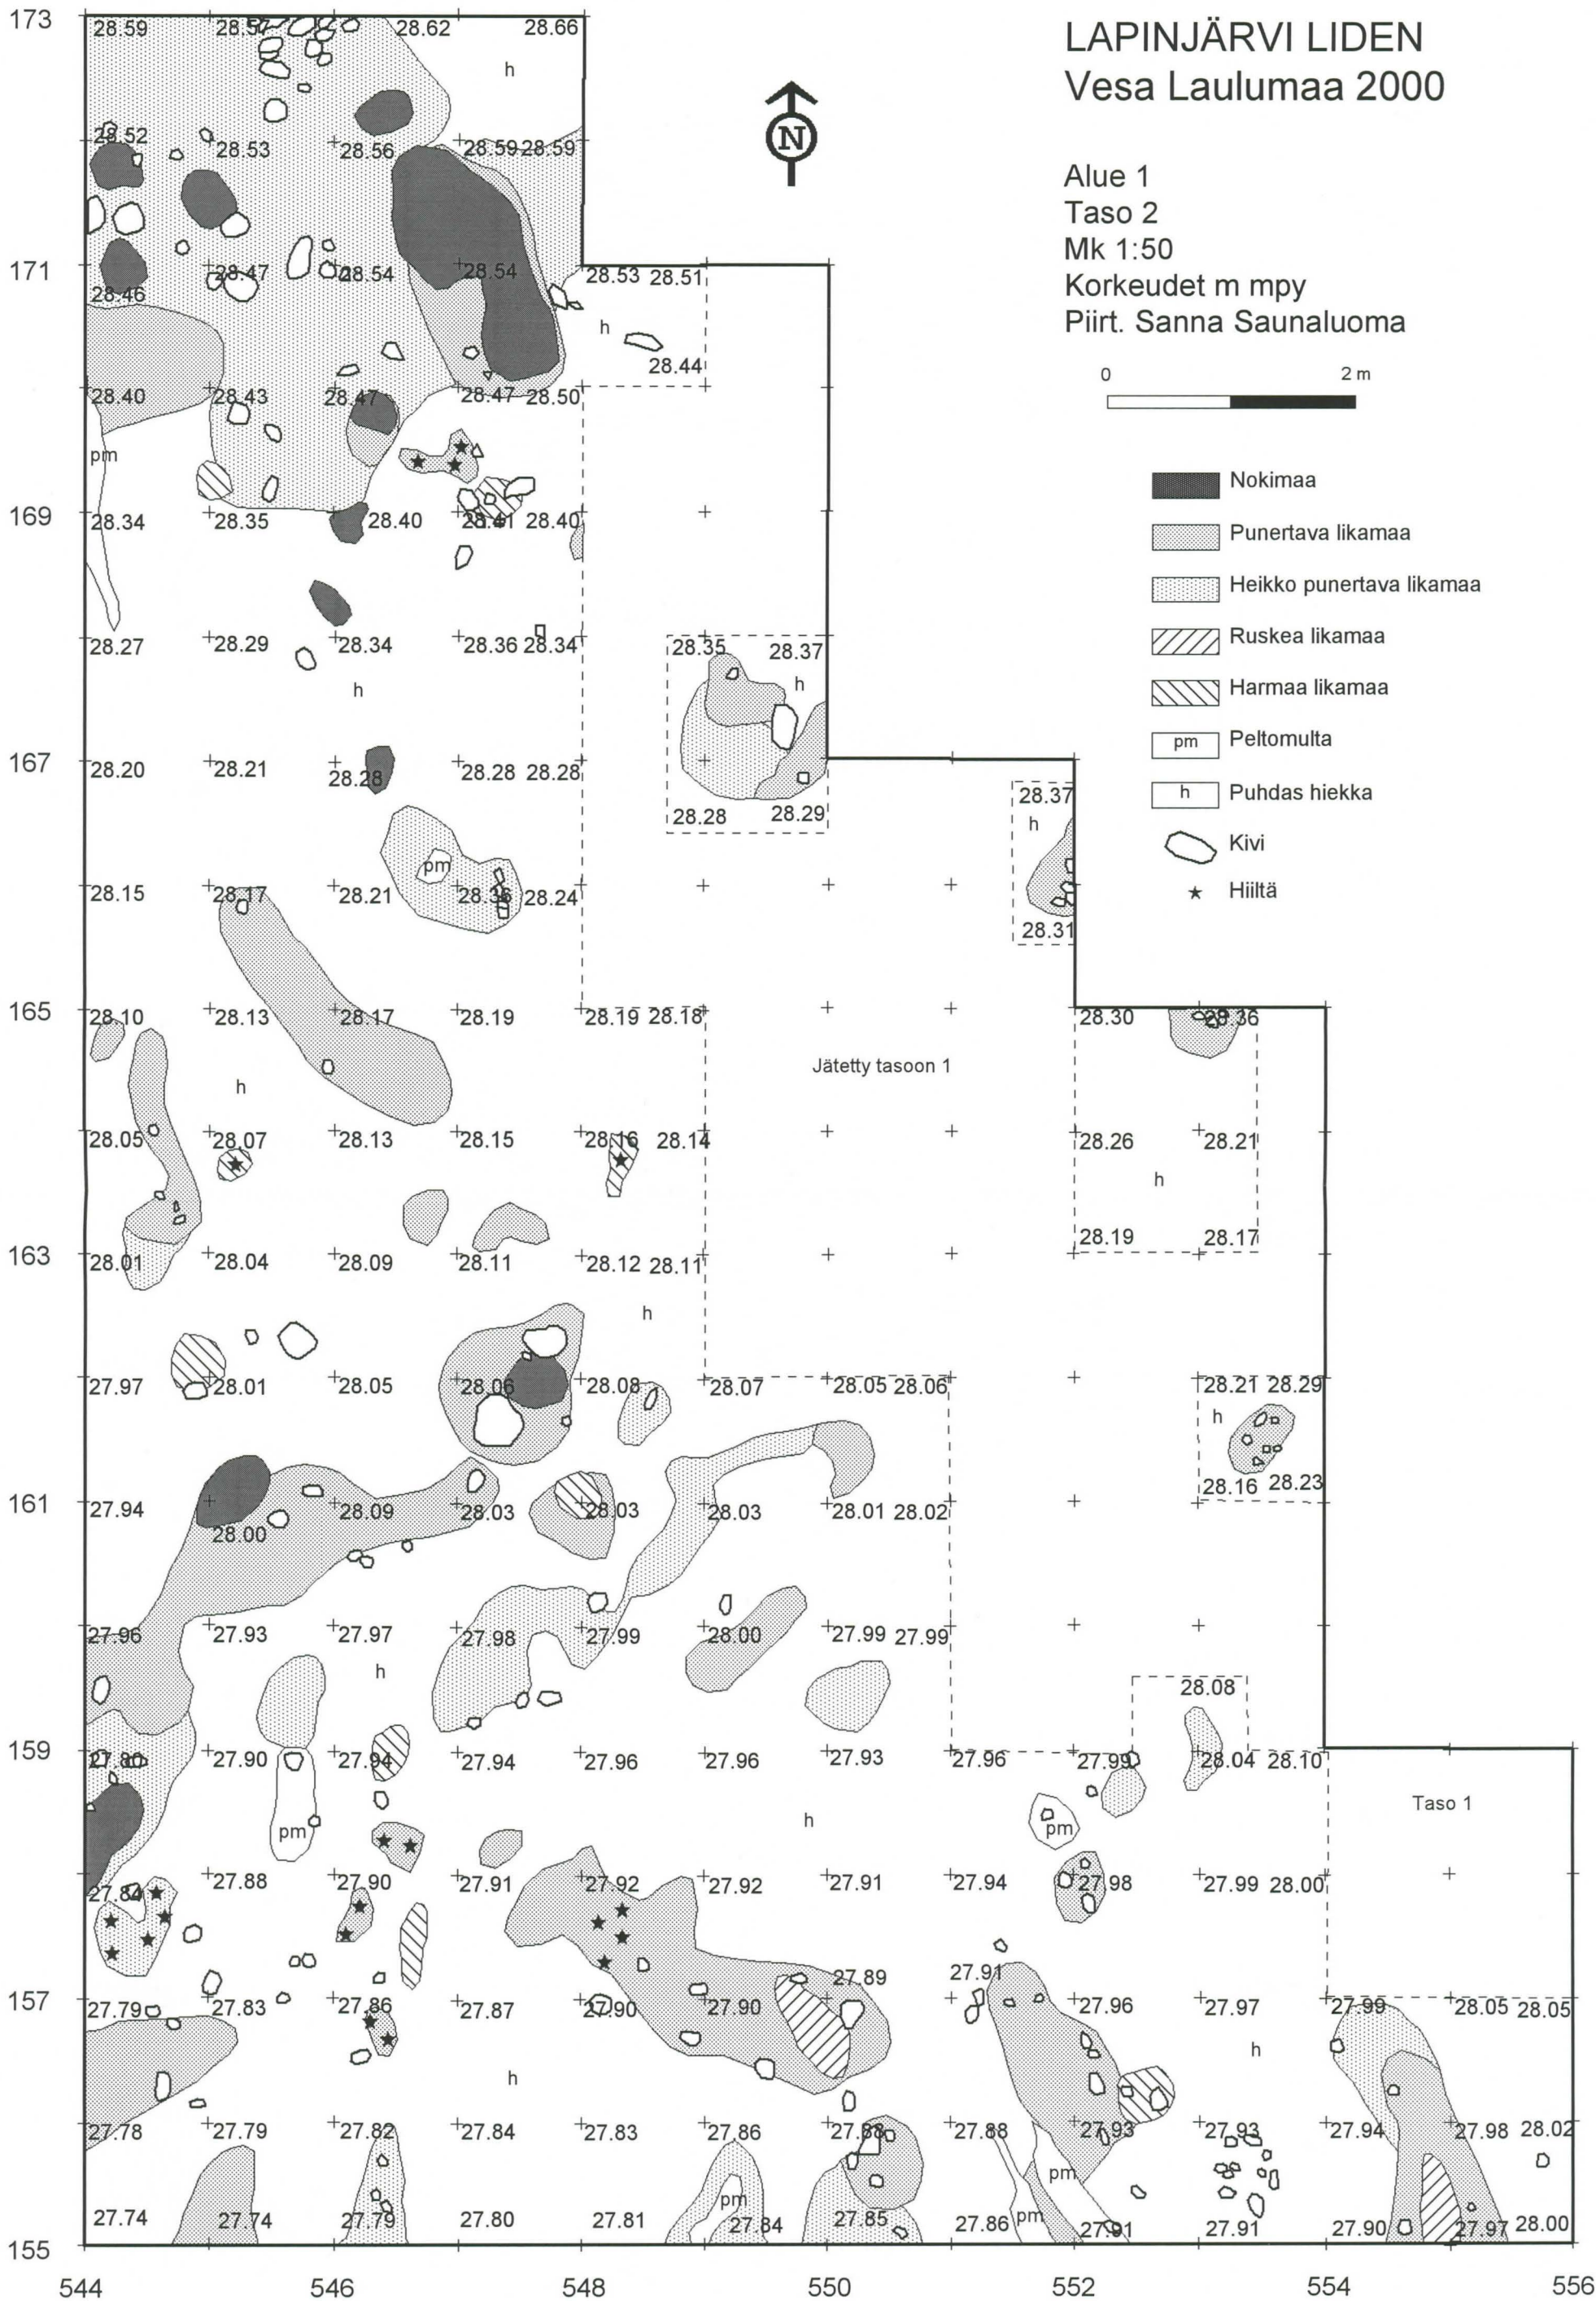 LAPINJÄRVI LIDEN
Vesa Laulumaa 2000
Alue 1
Taso 2
Mk 1:50
Korkeudet m mpy
Piirt. Sanna Saunaluoma
0 2 m
N
Nokimaa
Punertava likamaa
Heikko punertava likamaa
Ruskea likamaa
Harmaa likamaa
pm Peltomulta
h Puhdas hiekka
Kivi
Hiiltä
173
28.59 28.57 28.62 28.66
h
28.52 28.53 28.56 28.59 28.59
171
28.46 28.47 28.54 28.54 28.53 28.51
h
28.44
28.40 28.43 28.47 28.47 28.50
pm
169
28.34 28.35 28.40 28.41 28.40
28.27 28.29 28.34 28.36 28.34 28.35 28.37
h h
167
28.20 28.21 28.28 28.28 28.28 28.28 28.29 28.37
h
pm
28.15 28.17 28.21 28.36 28.24 28.31
165
28.10 28.13 28.17 28.19 28.19 28.18 28.30 28.36
Jätetty tasoon 1
h
28.05 28.07 28.13 28.15 28.16 28.14 28.26 28.21
h
163
28.01 28.04 28.09 28.11 28.12 28.11 28.19 28.17
h
27.97 28.01 28.05 28.06 28.08 28.07 28.05 28.06 28.21 28.29
h
28.16 28.23
161
27.94 28.00 28.09 28.03 28.03 28.03 28.01 28.02
27.96 27.93 27.97 27.98 27.99 28.00 27.99 27.99
h
28.08
159
27.90 27.94 27.94 27.96 27.96 27.93 27.96 27.99 28.04 28.10
Taso 1
h
pm pm
27.84 27.88 27.90 27.91 27.92 27.92 27.91 27.94 27.98 27.99 28.00
157
27.79 27.83 27.86 27.87 27.90 27.90 27.89 27.91 27.96 27.97 27.99 28.05 28.05
h h
27.78 27.79 27.82 27.84 27.83 27.86 27.88 27.88 27.93 27.93 27.94 27.98 28.02
pm
pm pm
27.74 27.74 27.79 27.80 27.81 27.84 27.85 27.86 27.91 27.91 27.90 27.97 28.00
155
544 546 548 550 552 554 556